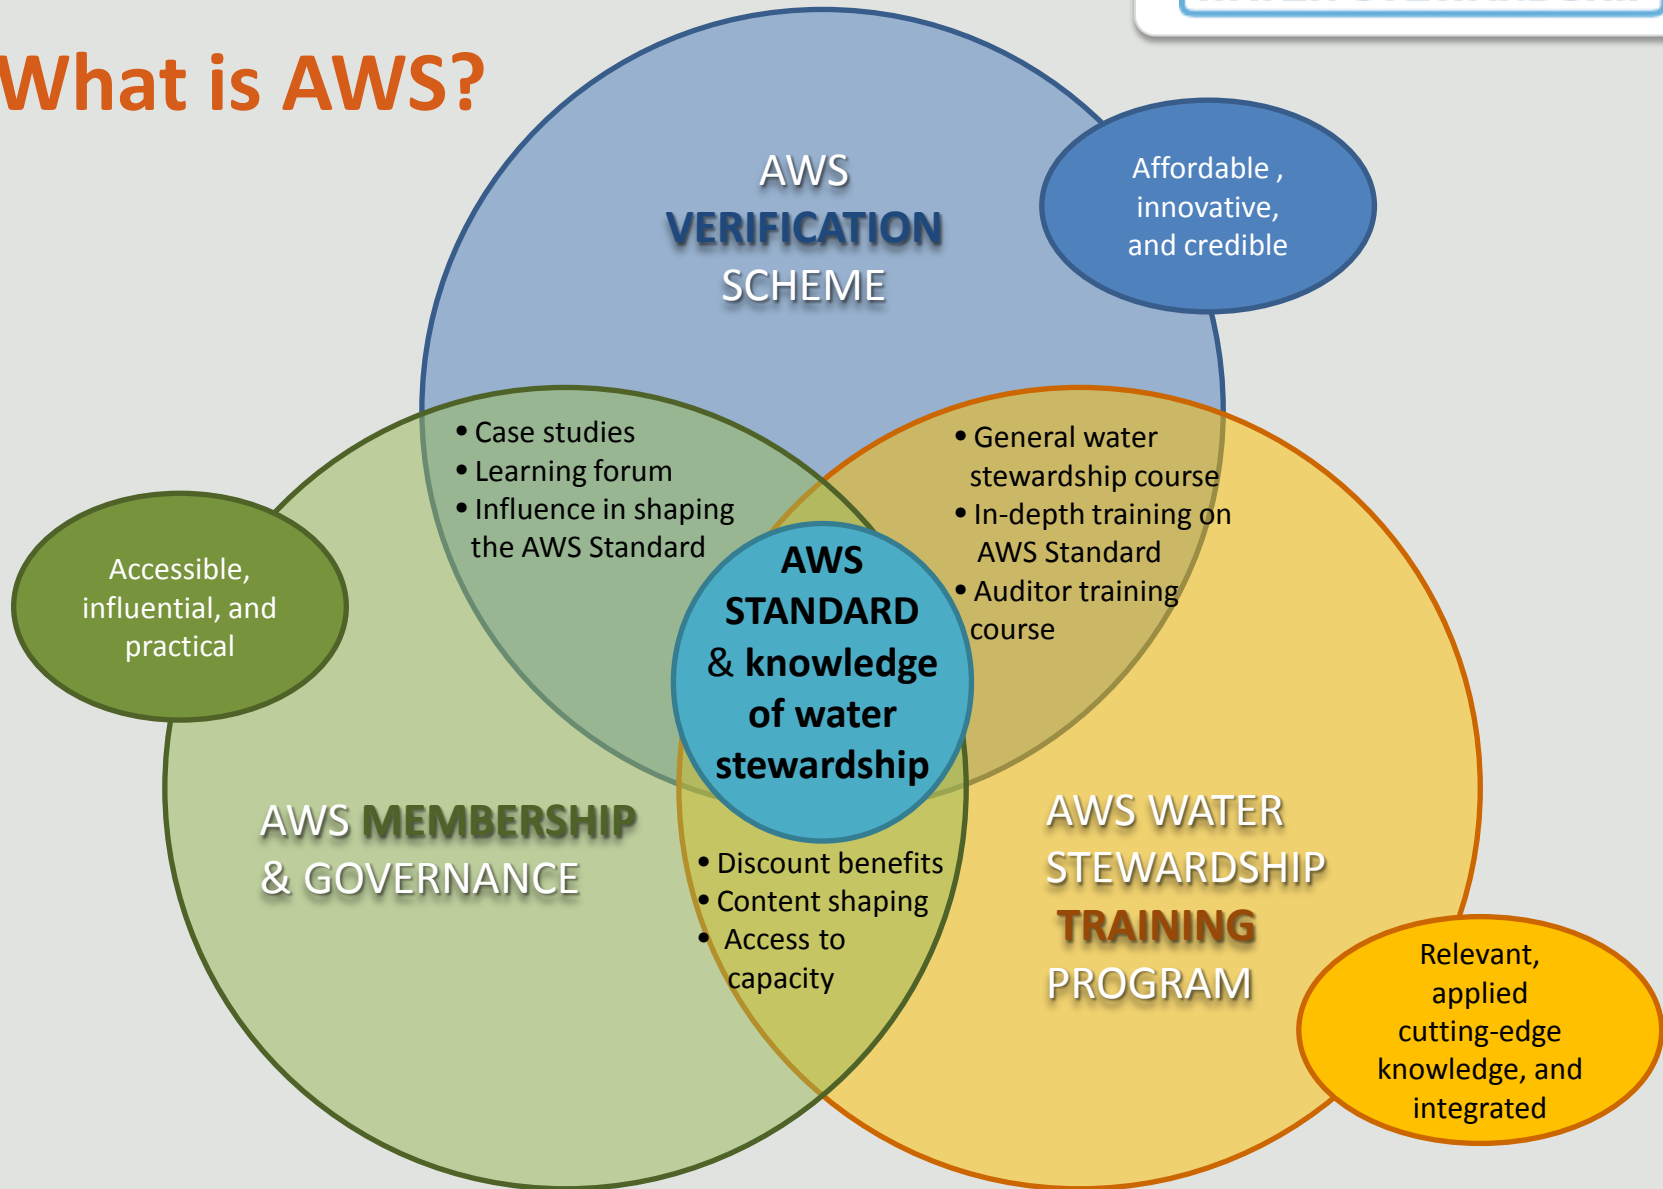 What is AWS?
AWS
VERIFICATION
SCHEME
Affordable ,
innovative,
and credible
• Case studies
• Learning forum
• Influence in shaping
the AWS Standard
• General water
stewardship course
• In-depth training on
AWS Standard
• Auditor training
course
Accessible,
influential, and
practical
AWS
STANDARD
& knowledge
of water
stewardship
AWS MEMBERSHIP
& GOVERNANCE
• Discount benefits
• Content shaping
• Access to
capacity
AWS WATER
STEWARDSHIP
TRAINING
PROGRAM
Relevant,
applied
cutting-edge
knowledge, and
integrated